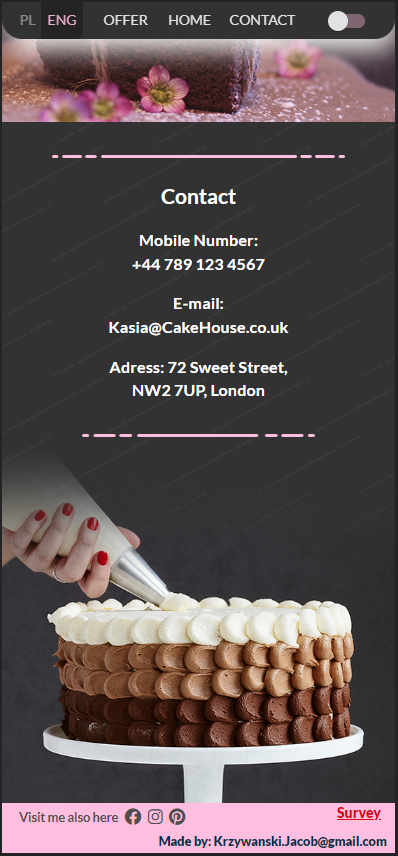 PL ENG OFFER HOME CONTACT
Contact
Mobile Number:
+44 789 123 4567
E-mail:
Kasia@CakeHouse.co.uk
Adress: 72 Sweet Street,
NW2 7UP, London
Visit me also here
Survey
Made by: Krzywanski.Jacob@gmail.com